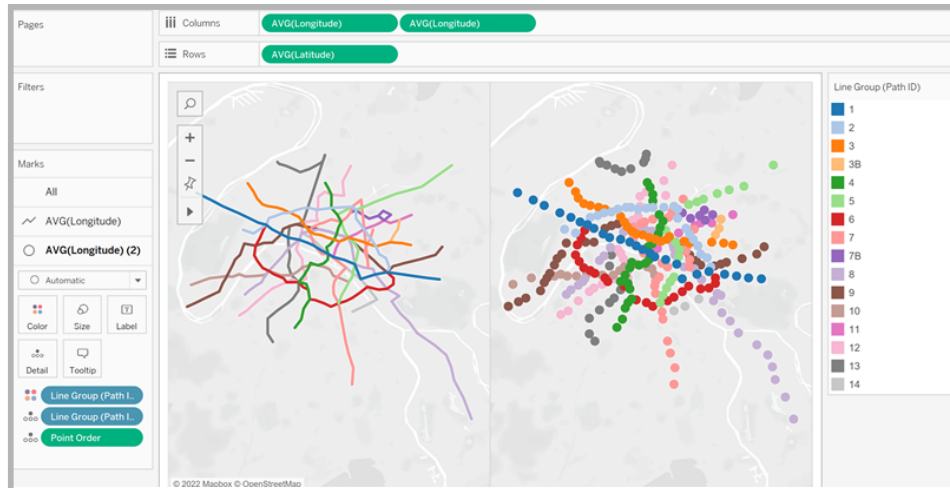 Pages
Columns
AVG(Longitude)
AVG(Longitude)
Rows
AVG(Latitude)
Filters
Marks
All
AVG(Longitude)
AVG(Longitude) (2)
Automatic
Color
Size
Label
Detail
Tooltip
Line Group (Path I..
Line Group (Path I..
Point Order
© 2022 Mapbox © OpenStreetMap
Line Group (Path ID)
1
2
3
3B
4
5
6
7
7B
8
9
10
11
12
13
14